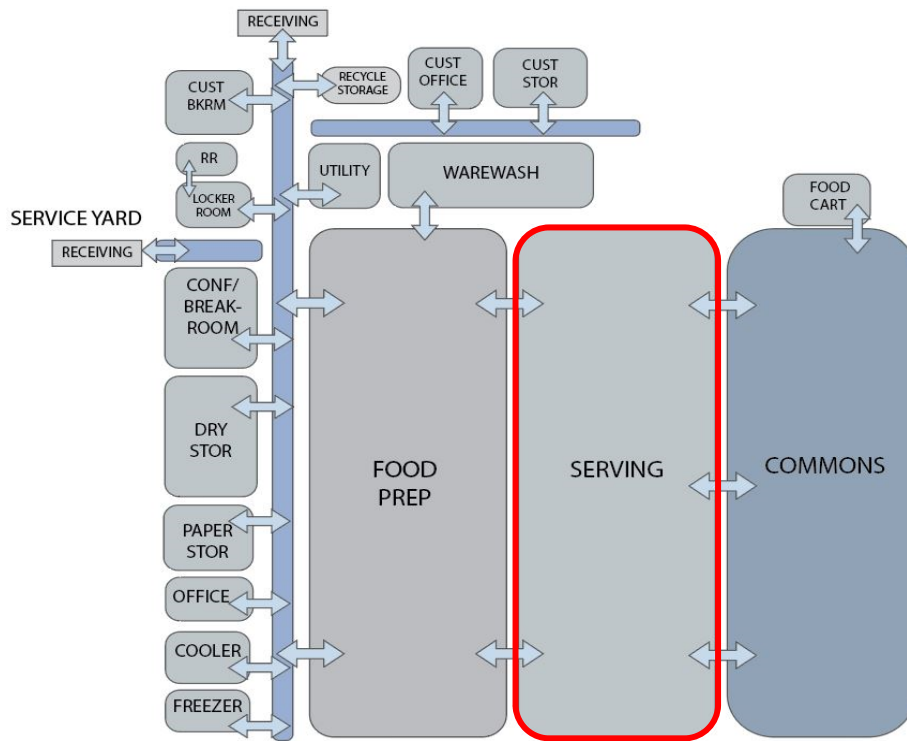 RECEIVING
CUST
BKRM
RECYCLE
STORAGE
CUST
OFFICE
CUST
STOR
RR
LOCKER
ROOM
UTILITY
WAREWASH
FOOD
CART
SERVICE YARD
RECEIVING
CONF/
BREAK-
ROOM
DRY
STOR
FOOD
PREP
SERVING
COMMONS
PAPER
STOR
OFFICE
COOLER
FREEZER